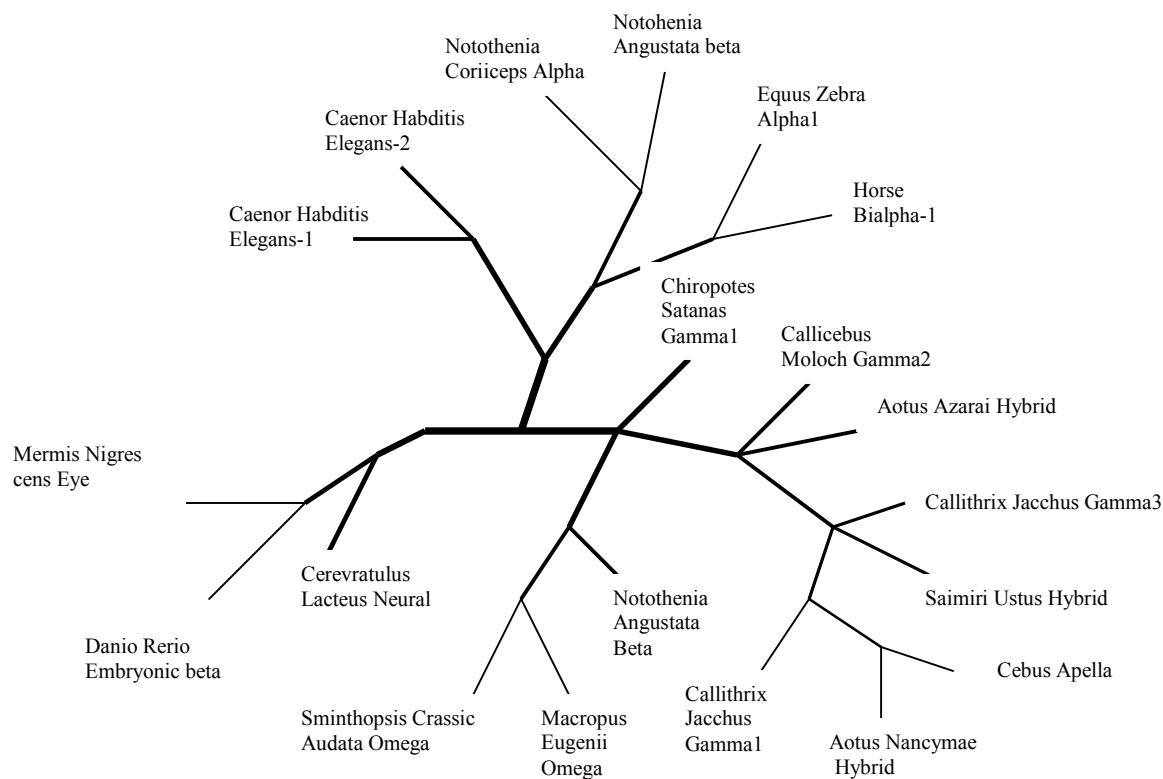 Notohenia
Angustata beta
Notothenia
Coriiceps Alpha
Equus Zebra
Alpha1
Caenor Habditis
Elegans-2
Horse
Bialpha-1
Caenor Habditis
Elegans-1
Chiropotes
Satanas
Gamma1
Callicebus
Moloch Gamma2
Aotus Azarai Hybrid
Mermis Nigres
cens Eye
Callithrix Jacchus Gamma3
Cerevratulus
Lacteus Neural
Notothenia
Angustata
Beta
Saimiri Ustus Hybrid
Danio Rerio
Embryonic beta
Cebus Apella
Sminthopsis Crassic
Audata Omega
Macropus
Eugenii
Omega
Callithrix
Jacchus
Gamma1
Aotus Nancymae
Hybrid